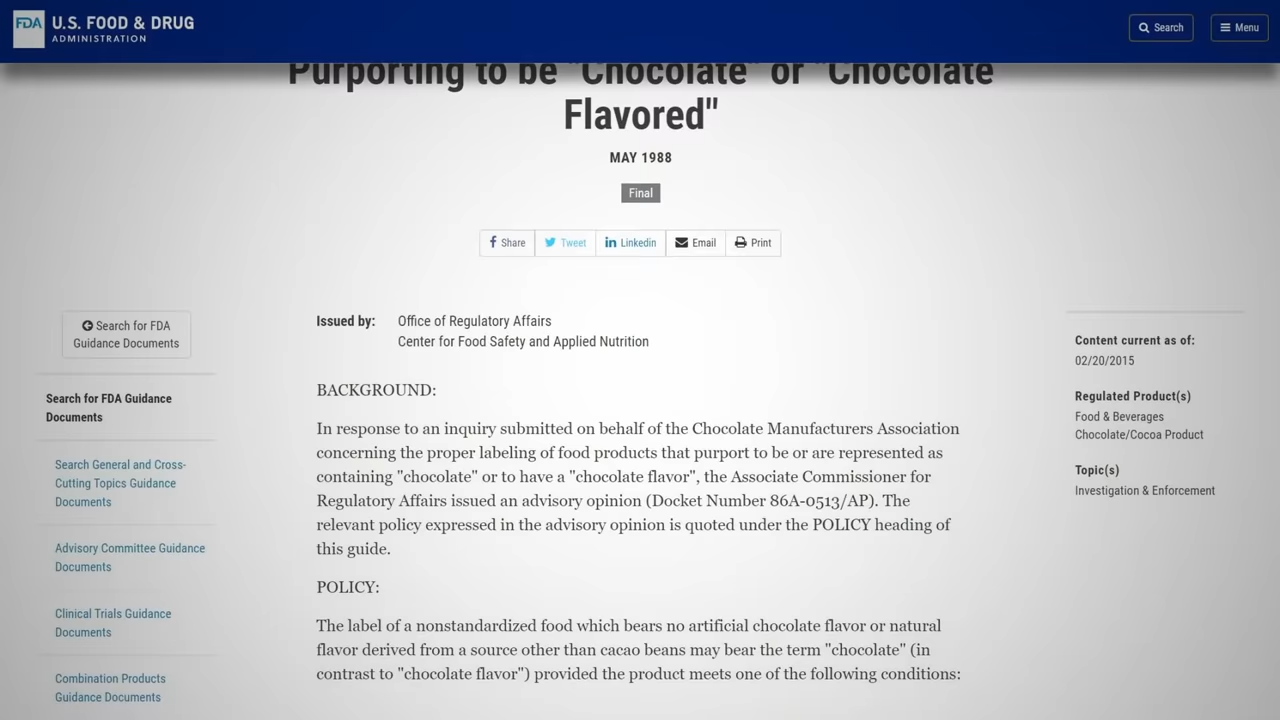 FDA U.S. FOOD & DRUG
ADMINISTRATION
Search
Menu
Purporting to be "Chocolate" or "Chocolate
Flavored"
MAY 1988
Final
Share
Tweet
Linkedin
Email
Print
Search for FDA
Guidance Documents
Search for FDA Guidance
Documents
Search General and Cross-
Cutting Topics Guidance
Documents
Advisory Committee Guidance
Documents
Clinical Trials Guidance
Documents
Combination Products
Guidance Documents
Issued by: Office of Regulatory Affairs
Center for Food Safety and Applied Nutrition
BACKGROUND:
In response to an inquiry submitted on behalf of the Chocolate Manufacturers Association
concerning the proper labeling of food products that purport to be or are represented as
containing "chocolate" or to have a "chocolate flavor", the Associate Commissioner for
Regulatory Affairs issued an advisory opinion (Docket Number 86A-0513/AP). The
relevant policy expressed in the advisory opinion is quoted under the POLICY heading of
this guide.
POLICY:
The label of a nonstandardized food which bears no artificial chocolate flavor or natural
flavor derived from a source other than cacao beans may bear the term "chocolate" (in
contrast to "chocolate flavor") provided the product meets one of the following conditions:
Content current as of:
02/20/2015
Regulated Product(s)
Food & Beverages
Chocolate/Cocoa Product
Topic(s)
Investigation & Enforcement